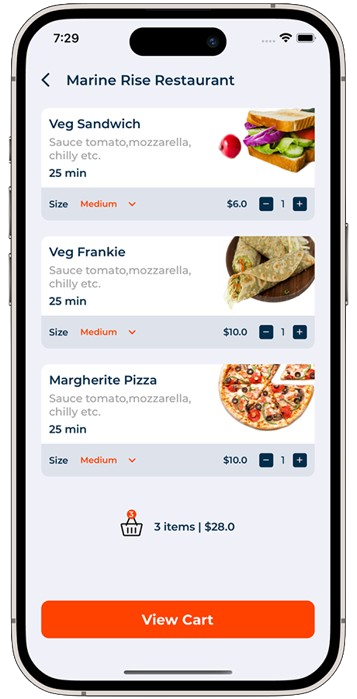 7:29
Marine Rise Restaurant
Veg Sandwich
Sauce tomato,mozzarella,
chilly etc.
25 min
Size Medium $6.0 1
Veg Frankie
Sauce tomato,mozzarella,
chilly etc.
25 min
Size Medium $10.0 1
Margherite Pizza
Sauce tomato,mozzarella,
chilly etc.
25 min
Size Medium $10.0 1
3
3 items | $28.0
View Cart